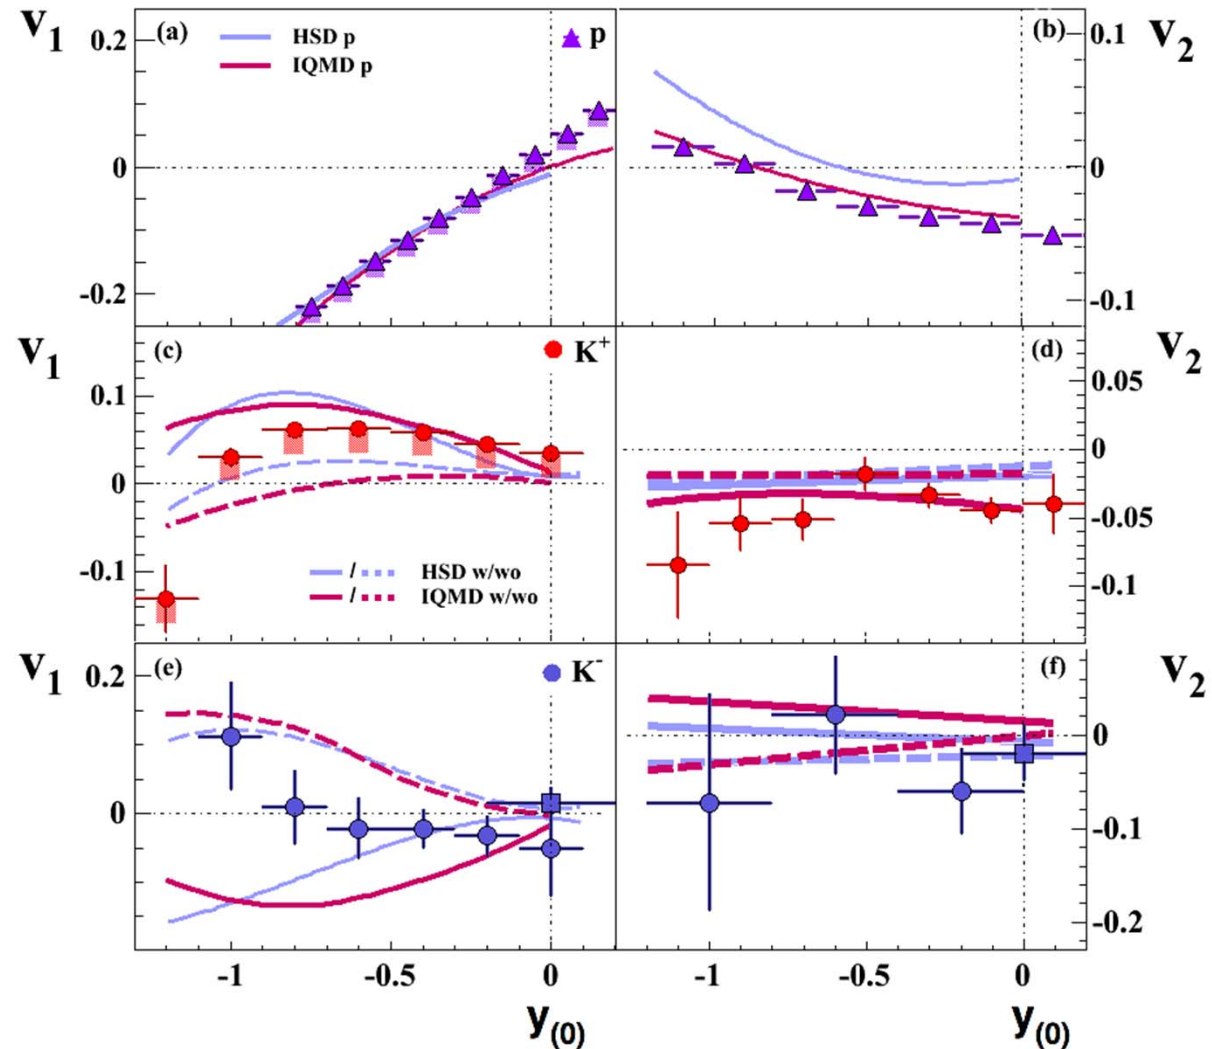 v1 0.2 (a) HSD p p (b) 0.1 v2
IQMD p
0 0
-0.2 -0.1
v1 (c) K+ (d) v2
0.1 0.05
0 0
-0.05
-0.1 / HSD w/wo -0.1
/ IQMD w/wo
v1 0.2 (e) K- (f) v2
0 0
-0.1
-0.2
-1 -0.5 0 -1 -0.5 0
y(0) y(0)